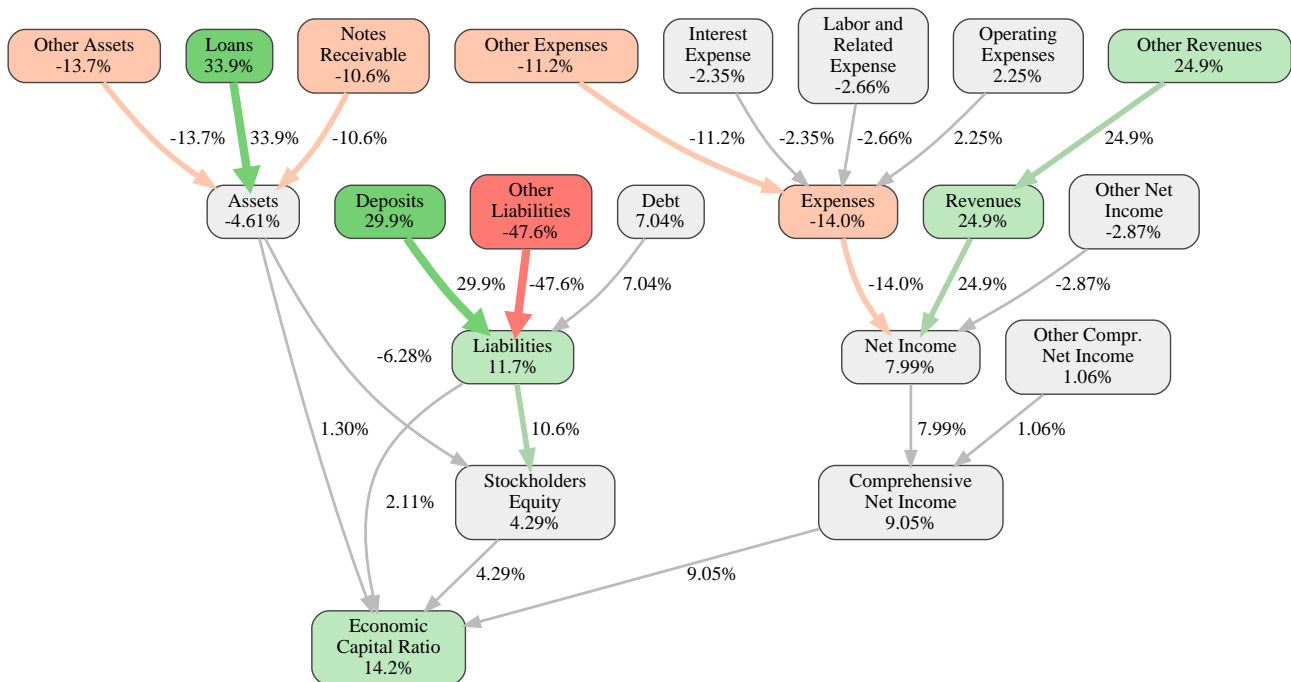 Other Assets
-13.7%
Loans
33.9%
Notes
Receivable
-10.6%
Other Expenses
-11.2%
Interest
Expense
-2.35%
Labor and
Related
Expense
-2.66%
Operating
Expenses
2.25%
Other Revenues
24.9%
-13.7%
33.9%
-10.6%
-11.2%
-2.35%
-2.66%
2.25%
24.9%
Assets
-4.61%
Deposits
29.9%
Other
Liabilities
-47.6%
Debt
7.04%
Expenses
-14.0%
Revenues
24.9%
Other Net
Income
-2.87%
29.9%
-47.6%
7.04%
-14.0%
24.9%
-2.87%
Liabilities
11.7%
Net Income
7.99%
Other Compr.
Net Income
1.06%
-6.28%
1.30%
10.6%
7.99%
1.06%
2.11%
Stockholders
Equity
4.29%
Comprehensive
Net Income
9.05%
4.29%
9.05%
Economic
Capital Ratio
14.2%